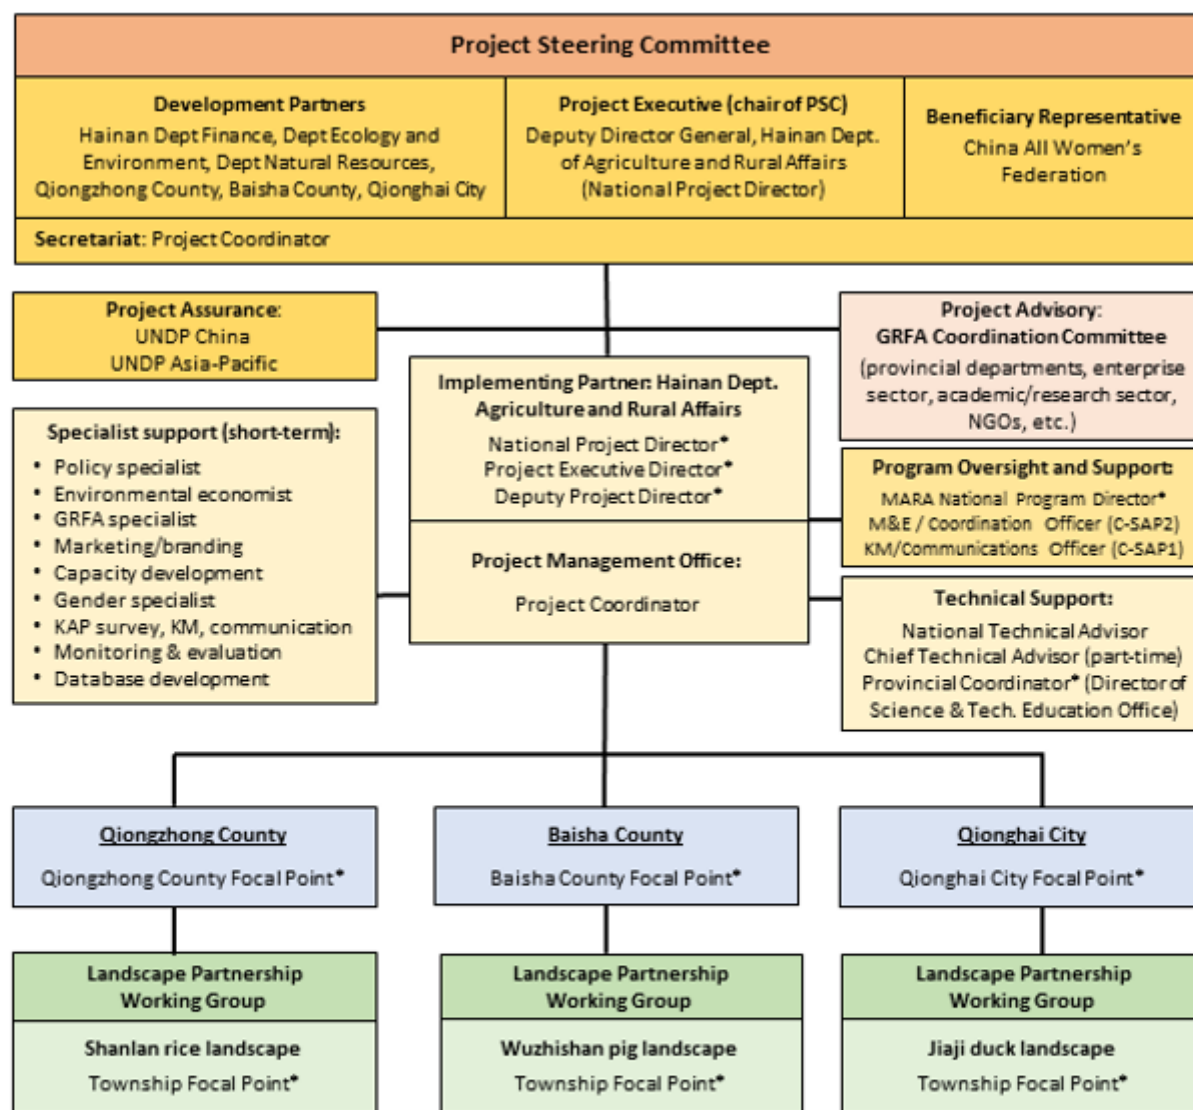 Project Steering Committee
Development Partners
Hainan Dept Finance, Dept Ecology and
Environment, Dept Natural Resources,
Qiongzhong County, Baisha County, Qionghai City
Project Executive (chair of PSC)
Deputy Director General, Hainan Dept.
of Agriculture and Rural Affairs
(National Project Director)
Beneficiary Representative
China All Women's
Federation
Secretariat: Project Coordinator
Project Assurance:
UNDP China
UNDP Asia-Pacific
Project Advisory:
GRFA Coordination Committee
(provincial departments, enterprise
sector, academic/research sector,
NGOs, etc.)
Implementing Partner: Hainan Dept.
Agriculture and Rural Affairs
National Project Director*
Project Executive Director*
Deputy Project Director*
Specialist support (short-term):
• Policy specialist
• Environmental economist
• GRFA specialist
• Marketing/branding
• Capacity development
• Gender specialist
• KAP survey, KM, communication
• Monitoring & evaluation
• Database development
Program Oversight and Support:
MARA National Program Director*
M&E / Coordination Officer (C-SAP2)
KM/Communications Officer (C-SAP1)
Project Management Office:
Project Coordinator
Technical Support:
National Technical Advisor
Chief Technical Advisor (part-time)
Provincial Coordinator* (Director of
Science & Tech. Education Office)
Qiongzhong County
Qiongzhong County Focal Point*
Baisha County
Baisha County Focal Point*
Qionghai City
Qionghai City Focal Point*
Landscape Partnership
Working Group
Shanlan rice landscape
Township Focal Point*
Landscape Partnership
Working Group
Wuzhishan pig landscape
Township Focal Point*
Landscape Partnership
Working Group
Jiaji duck landscape
Township Focal Point*